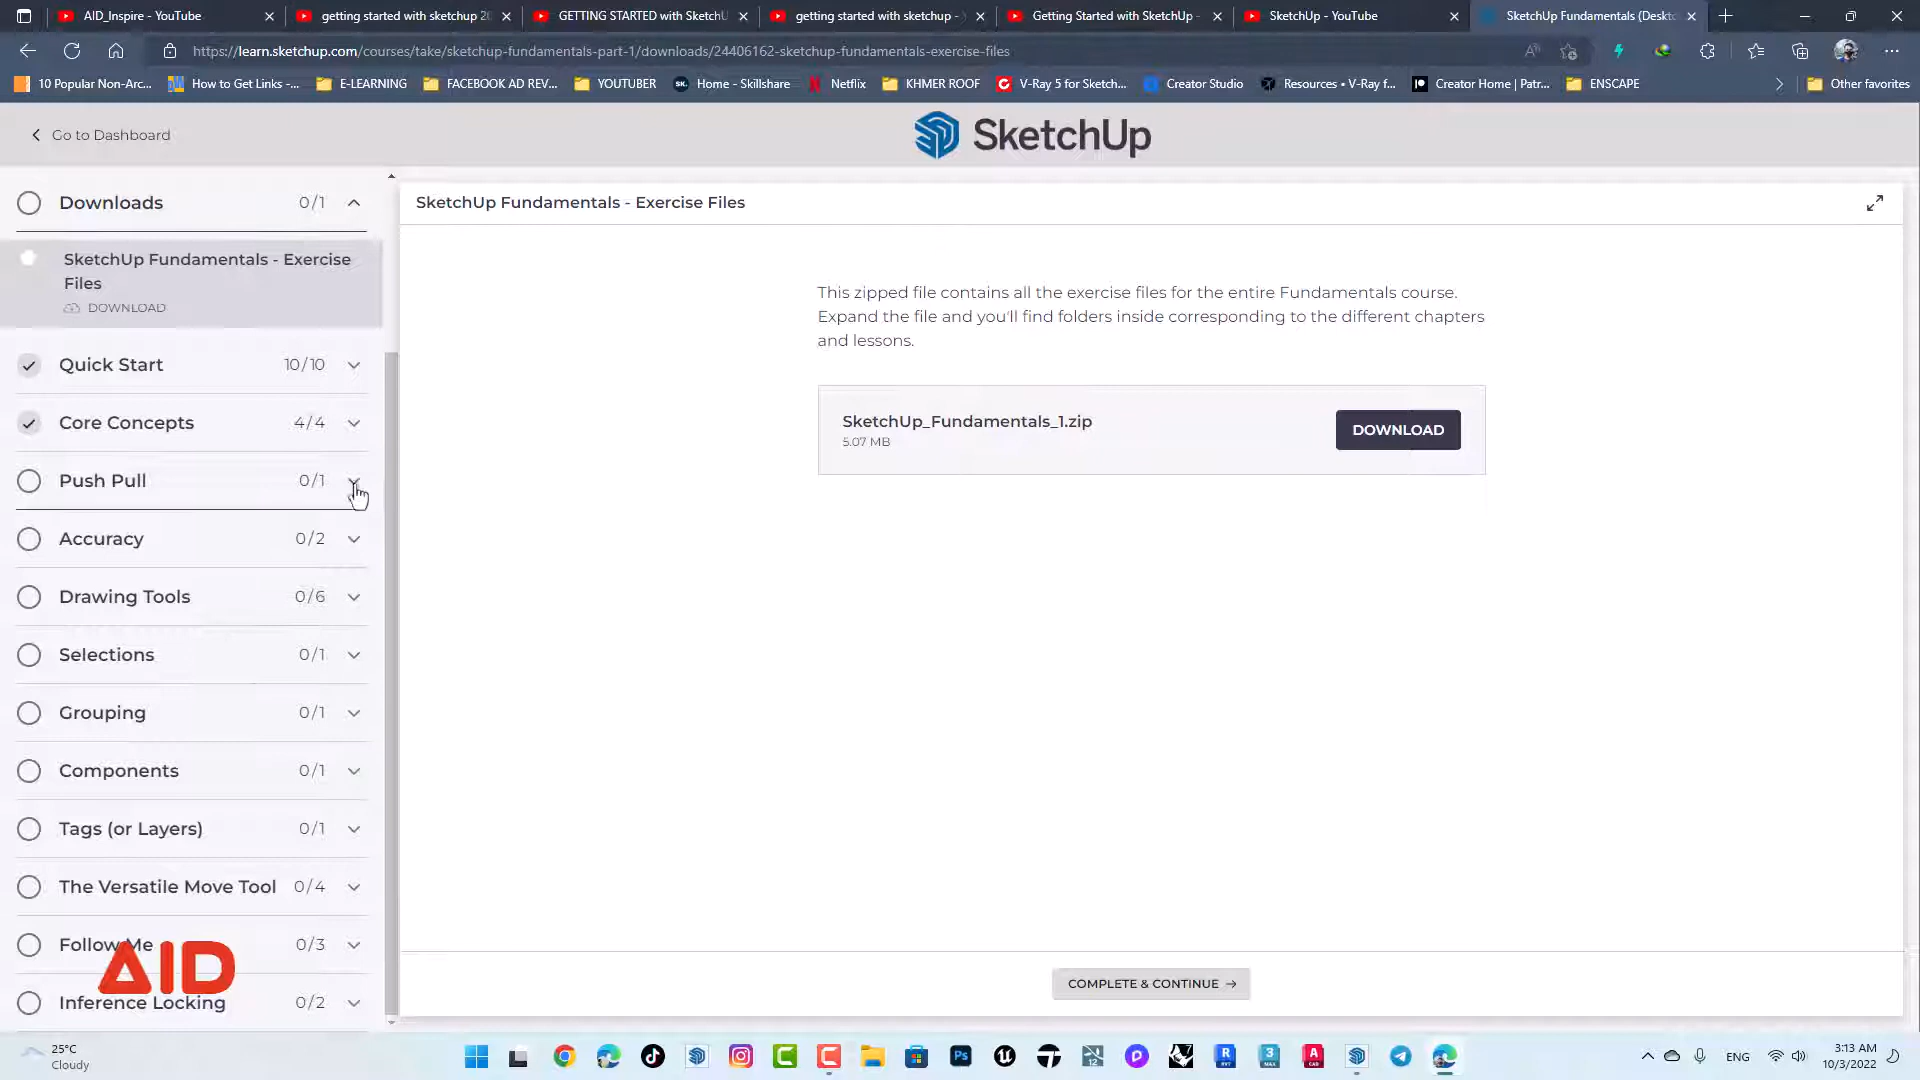 AID_Inspire - YouTube
getting started with sketchup 20
GETTING STARTED with SketchU
getting started with sketchup -
Getting Started with SketchUp -
SketchUp - YouTube
SketchUp Fundamentals (Deskto
https://learn.sketchup.com/courses/take/sketchup-fundamentals-part-1/downloads/24406162-sketchup-fundamentals-exercise-files
10 Popular Non-Arc...
How to Get Links -...
E-LEARNING
FACEBOOK AD REV...
YOUTUBER
Home - Skillshare
Netflix
KHMER ROOF
V-Ray 5 for Sketch...
Creator Studio
Resources • V-Ray f...
Creator Home | Patr...
ENSCAPE
Other favorites
Go to Dashboard
SketchUp
Downloads 0/1
SketchUp Fundamentals - Exercise
Files
DOWNLOAD
Quick Start 10/10
Core Concepts 4/4
Push Pull 0/1
Accuracy 0/2
Drawing Tools 0/6
Selections 0/1
Grouping 0/1
Components 0/1
Tags (or Layers) 0/1
The Versatile Move Tool 0/4
Follow Me 0/3
AID
Inference Locking 0/2
SketchUp Fundamentals - Exercise Files
This zipped file contains all the exercise files for the entire Fundamentals course.
Expand the file and you'll find folders inside corresponding to the different chapters
and lessons.
SketchUp_Fundamentals_1.zip
5.07 MB
DOWNLOAD
COMPLETE & CONTINUE →
25°C
Cloudy
ENG
3:13 AM
10/3/2022